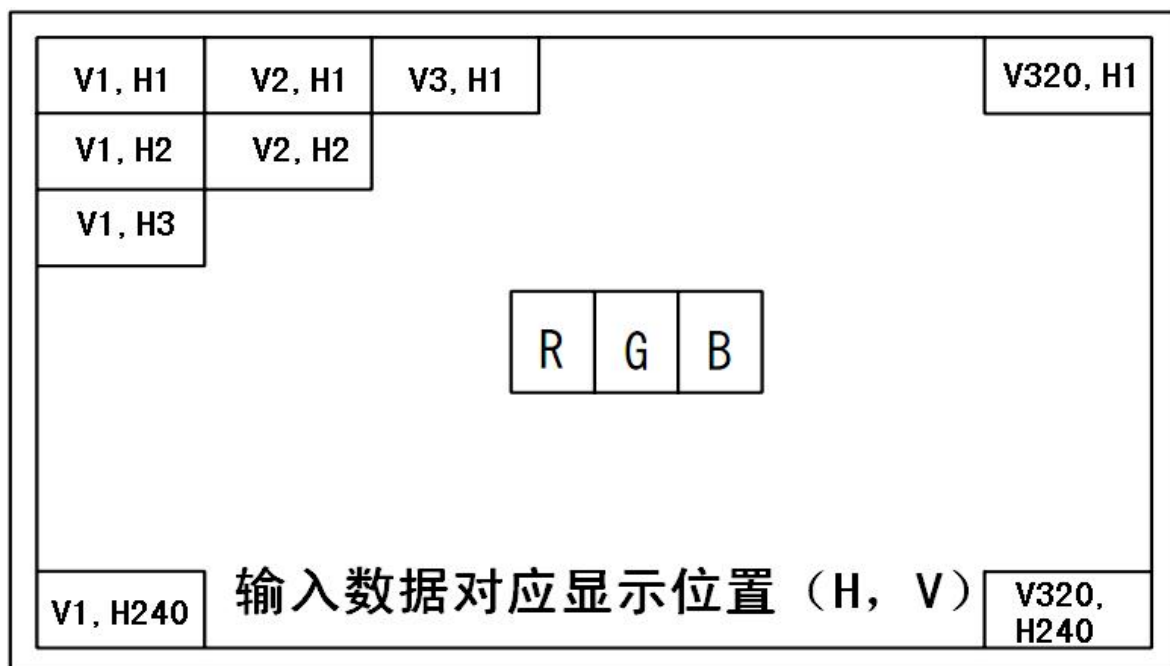 V1, H1 V2, H1 V3, H1 V320, H1
V1, H2 V2, H2
V1, H3
R G B
V1, H240 输入数据对应显示位置（H，V） V320,
H240